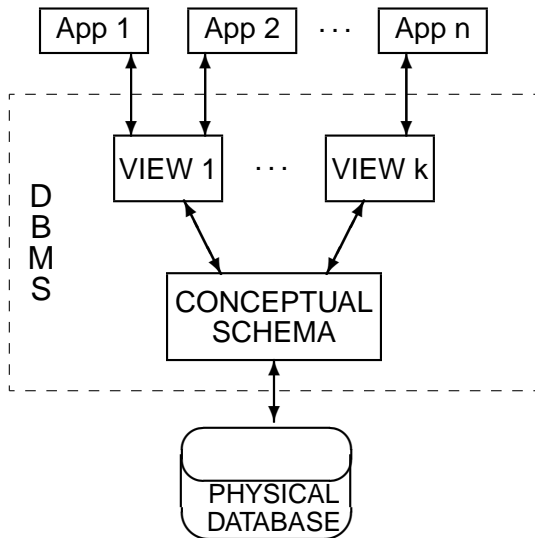 App 1 App 2 ... App n
VIEW 1 ... VIEW k
D
B
M
S
CONCEPTUAL
SCHEMA
PHYSICAL
DATABASE